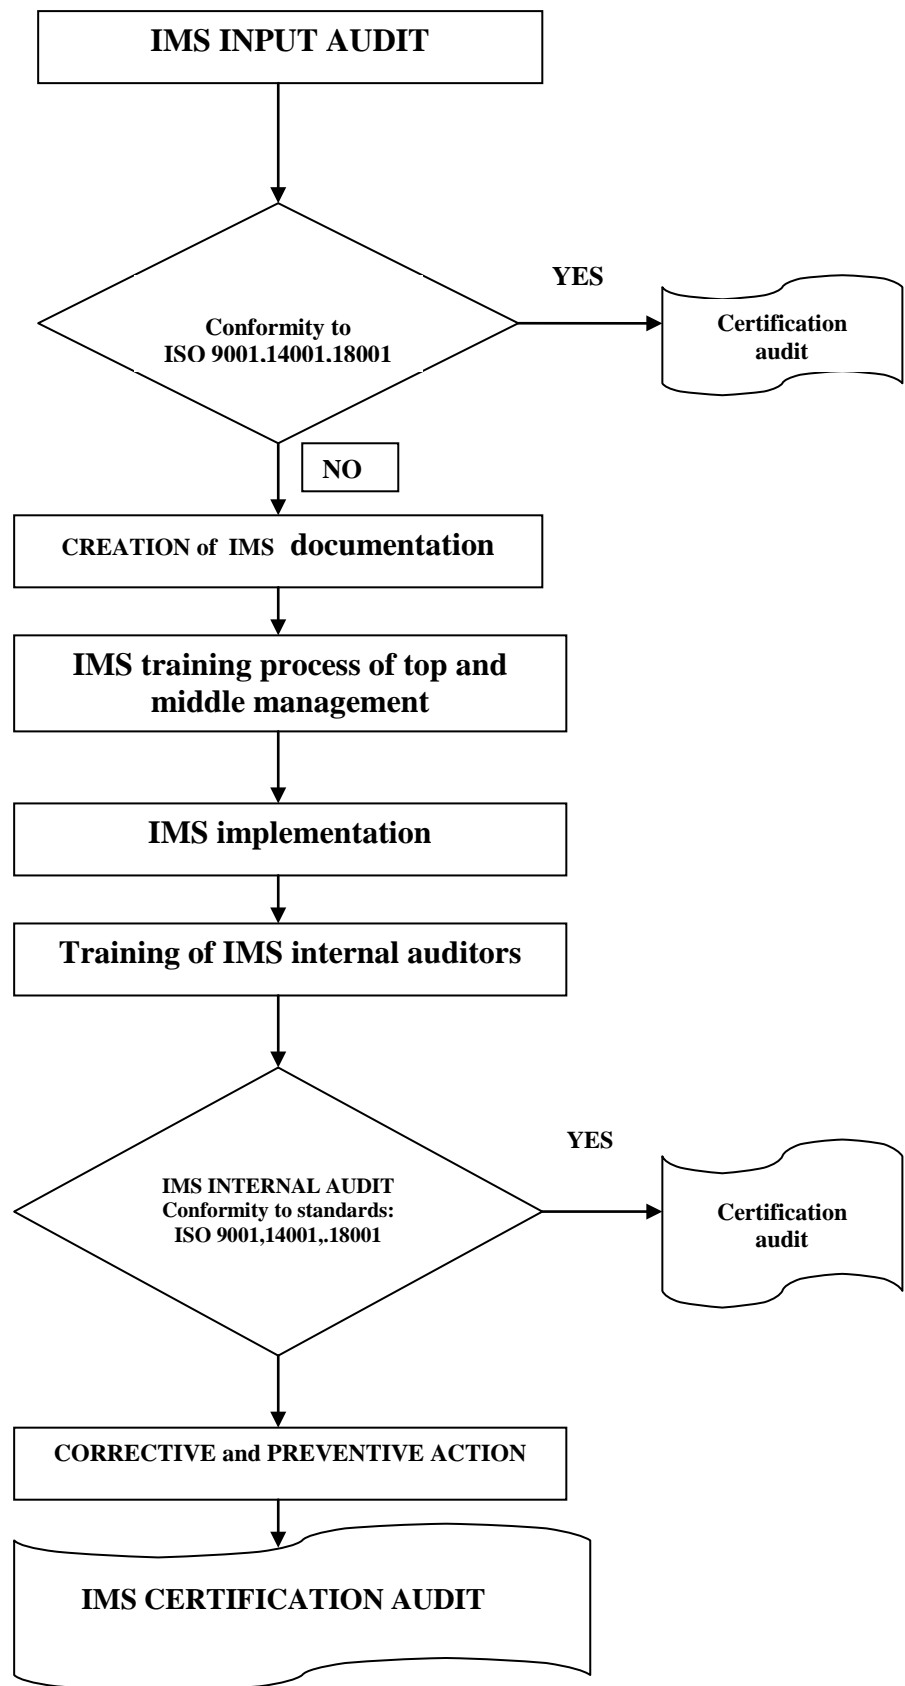 IMS INPUT AUDIT
YES
Conformity to
ISO 9001.14001.18001
Certification
audit
NO
CREATION of IMS documentation
IMS training process of top and
middle management
IMS implementation
Training of IMS internal auditors
YES
IMS INTERNAL AUDIT
Conformity to standards:
ISO 9001,14001,.18001
Certification
audit
CORRECTIVE and PREVENTIVE ACTION
IMS CERTIFICATION AUDIT